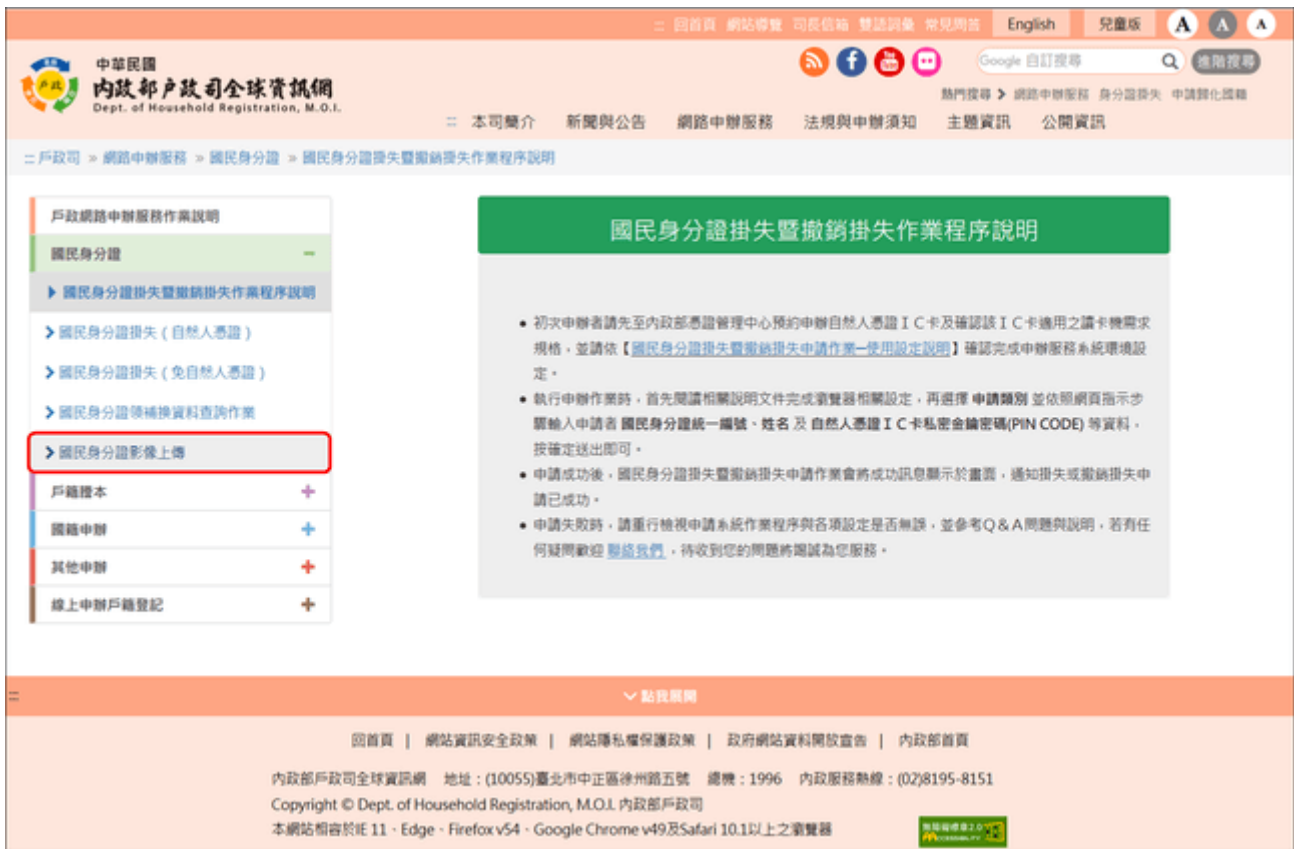 ::: 回首頁 網站導覽 司長信箱 雙語詞彙 常見問答 English 兒童版 A A A
中華民國
內政部戶政司全球資訊網
Dept. of Household Registration, M.O.I.
Google 自訂搜尋 進階搜尋
熱門搜尋 網路申辦服務 身分證掛失 申請歸化國籍
::: 本司簡介 新聞與公告 網路申辦服務 法規與申辦須知 主題資訊 公開資訊
::: 戶政司 » 網路申辦服務 » 國民身分證 » 國民身分證掛失暨撤銷掛失作業程序說明
戶政網路申辦服務作業說明
國民身分證 −
國民身分證掛失暨撤銷掛失作業程序說明
國民身分證掛失 ( 自然人憑證 )
國民身分證掛失 ( 免自然人憑證 )
國民身分證領補換資料查詢作業
國民身分證影像上傳
戶籍謄本 +
國籍申辦 +
其他申辦 +
線上申辦戶籍登記 +
國民身分證掛失暨撤銷掛失作業程序說明
• 初次申辦者請先至內政部憑證管理中心預約申辦自然人憑證ＩＣ卡及確認該ＩＣ卡適用之讀卡機需求
規格，並請依【國民身分證掛失暨撤銷掛失申請作業─使用設定說明】確認完成申辦服務系統環境設
定。
• 執行申辦作業時，首先閱讀相關說明文件完成瀏覽器相關設定，再選擇 申請類別 並依照網頁指示步
驟輸入申請者 國民身分證統一編號、姓名 及 自然人憑證ＩＣ卡私密金鑰密碼(PIN CODE) 等資料，
按確定送出即可。
• 申請成功後，國民身分證掛失暨撤銷掛失申請作業會將成功訊息顯示於畫面，通知掛失或撤銷掛失申
請已成功。
• 申請失敗時，請重行檢視申請系統作業程序與各項設定是否無誤，並參考Ｑ＆Ａ問題與說明，若有任
何疑問歡迎 聯絡我們 ，待收到您的問題將竭誠為您服務。
::: 點我展開
回首頁 | 網站資訊安全政策 | 網站隱私權保護政策 | 政府網站資料開放宣告 | 內政部首頁
內政部戶政司全球資訊網 地址：(10055)臺北市中正區徐州路五號 總機：1996 內政服務熱線：(02)8195-8151
Copyright © Dept. of Household Registration, M.O.I. 內政部戶政司
本網站相容於IE 11、Edge、Firefox v54、Google Chrome v49及Safari 10.1以上之瀏覽器